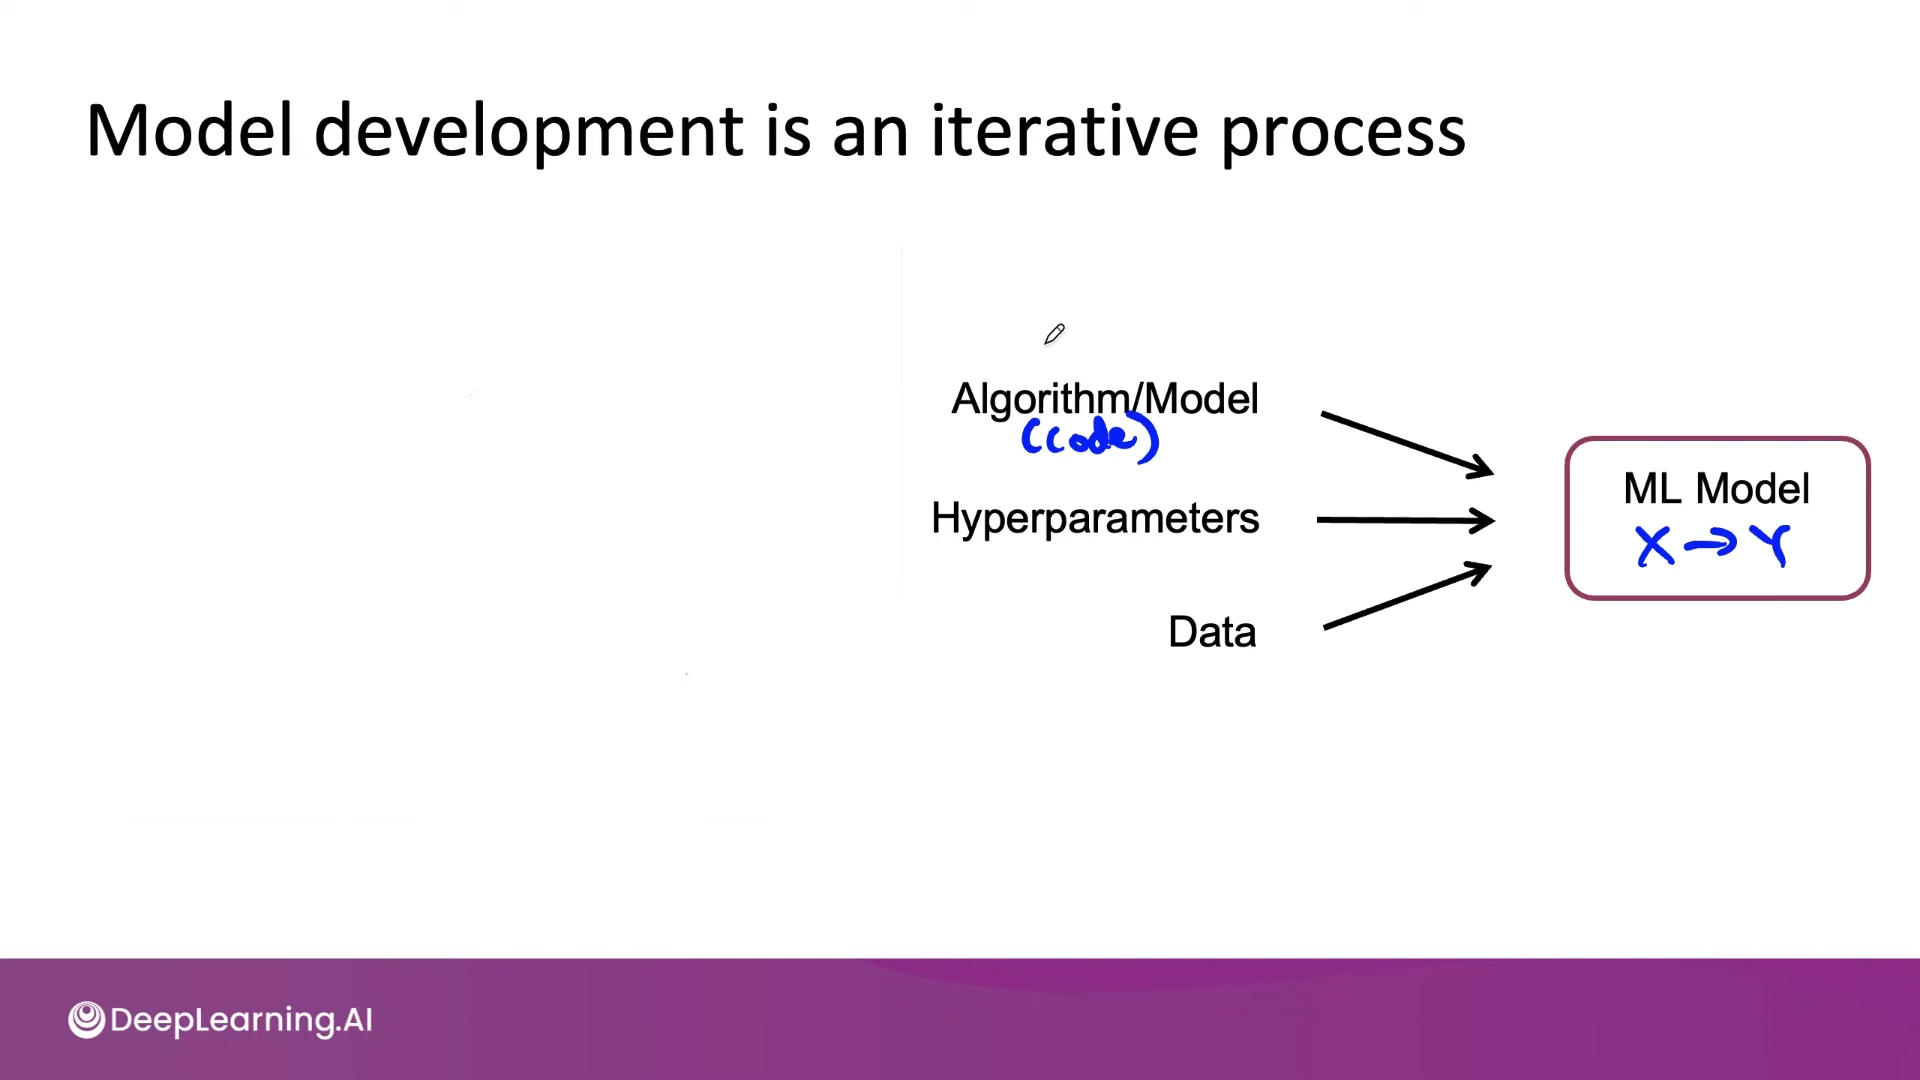 Model development is an iterative process
Algorithm/Model
(code)
Hyperparameters
Data
ML Model
X → Y
DeepLearning.AI